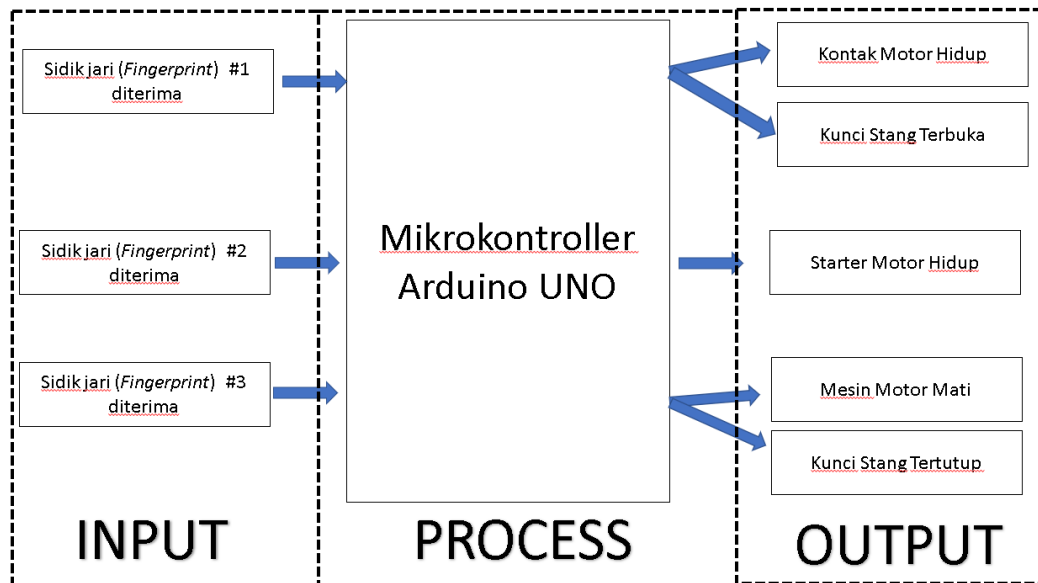 Sidik jari (Fingerprint) #1
diterima
Sidik jari (Fingerprint) #2
diterima
Sidik jari (Fingerprint) #3
diterima
INPUT
Mikrokontroller
Arduino UNO
PROCESS
Kontak Motor Hidup
Kunci Stang Terbuka
Starter Motor Hidup
Mesin Motor Mati
Kunci Stang Tertutup
OUTPUT